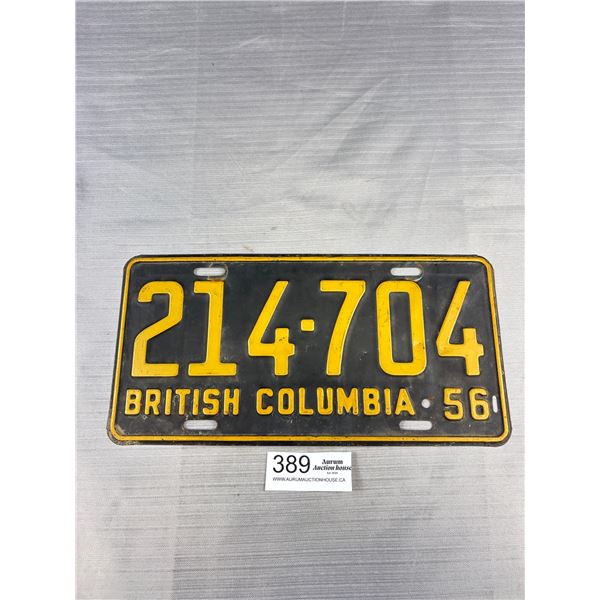 214·704
BRITISH COLUMBIA · 56
389
Aurum
Auction house
WWW.AURUMAUCTIONHOUSE.CA